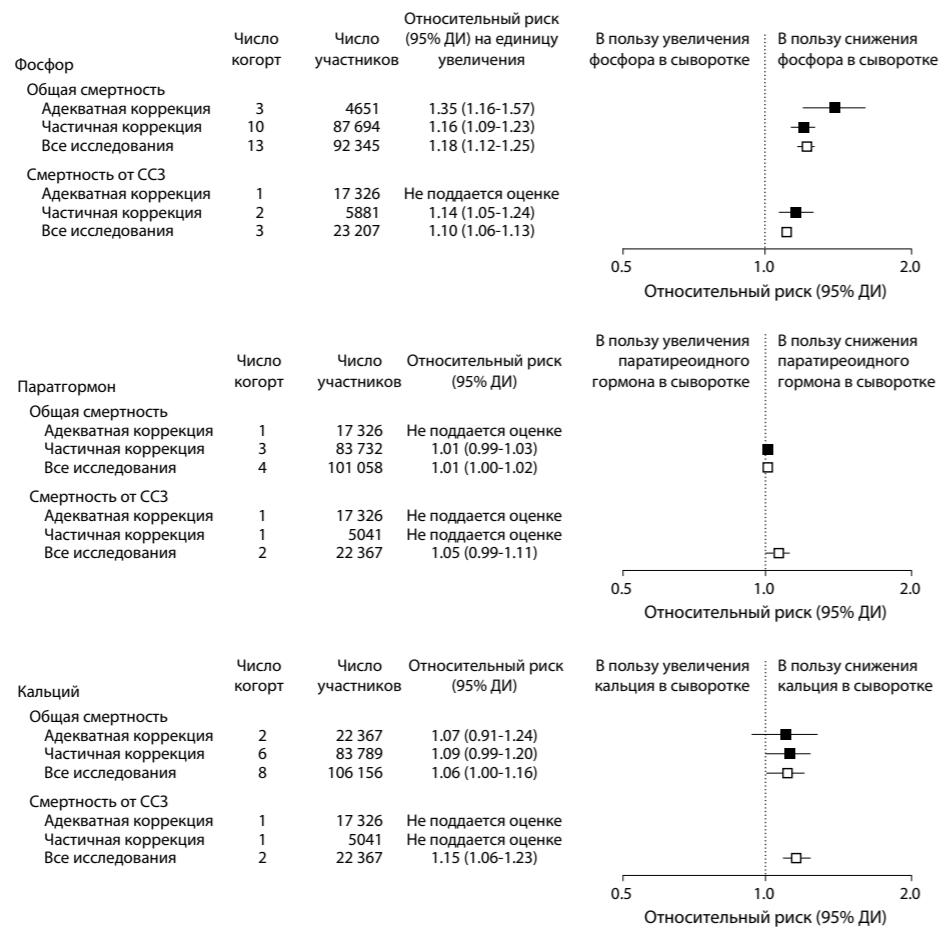 Фосфор Число когорт Число участников Относительный риск (95% ДИ) на единицу увеличения В пользу увеличения фосфора в сыворотке В пользу снижения фосфора в сыворотке
Общая смертность
Адекватная коррекция 3 4651 1.35 (1.16-1.57)
Частичная коррекция 10 87 694 1.16 (1.09-1.23)
Все исследования 13 92 345 1.18 (1.12-1.25)
Смертность от ССЗ
Адекватная коррекция 1 17 326 Не поддается оценке
Частичная коррекция 2 5881 1.14 (1.05-1.24)
Все исследования 3 23 207 1.10 (1.06-1.13)
0.5 1.0 2.0
Относительный риск (95% ДИ)
Паратгормон Число когорт Число участников Относительный риск (95% ДИ) В пользу увеличения паратиреоидного гормона в сыворотке В пользу снижения паратиреоидного гормона в сыворотке
Общая смертность
Адекватная коррекция 1 17 326 Не поддается оценке
Частичная коррекция 3 83 732 1.01 (0.99-1.03)
Все исследования 4 101 058 1.01 (1.00-1.02)
Смертность от ССЗ
Адекватная коррекция 1 17 326 Не поддается оценке
Частичная коррекция 1 5041 Не поддается оценке
Все исследования 2 22 367 1.05 (0.99-1.11)
0.5 1.0 2.0
Относительный риск (95% ДИ)
Кальций Число когорт Число участников Относительный риск (95% ДИ) В пользу увеличения кальция в сыворотке В пользу снижения кальция в сыворотке
Общая смертность
Адекватная коррекция 2 22 367 1.07 (0.91-1.24)
Частичная коррекция 6 83 789 1.09 (0.99-1.20)
Все исследования 8 106 156 1.06 (1.00-1.16)
Смертность от ССЗ
Адекватная коррекция 1 17 326 Не поддается оценке
Частичная коррекция 1 5041 Не поддается оценке
Все исследования 2 22 367 1.15 (1.06-1.23)
0.5 1.0 2.0
Относительный риск (95% ДИ)